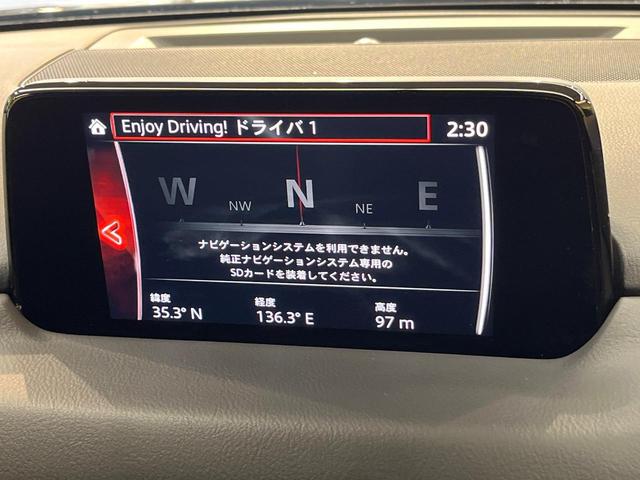 Enjoy Driving! ドライバ 1
2:30
W NW N NE E
ナビゲーションシステムを利用できません。
純正ナビゲーションシステム専用の
SDカードを装着してください。
緯度 経度 高度
35.3° N 136.3° E 97 m